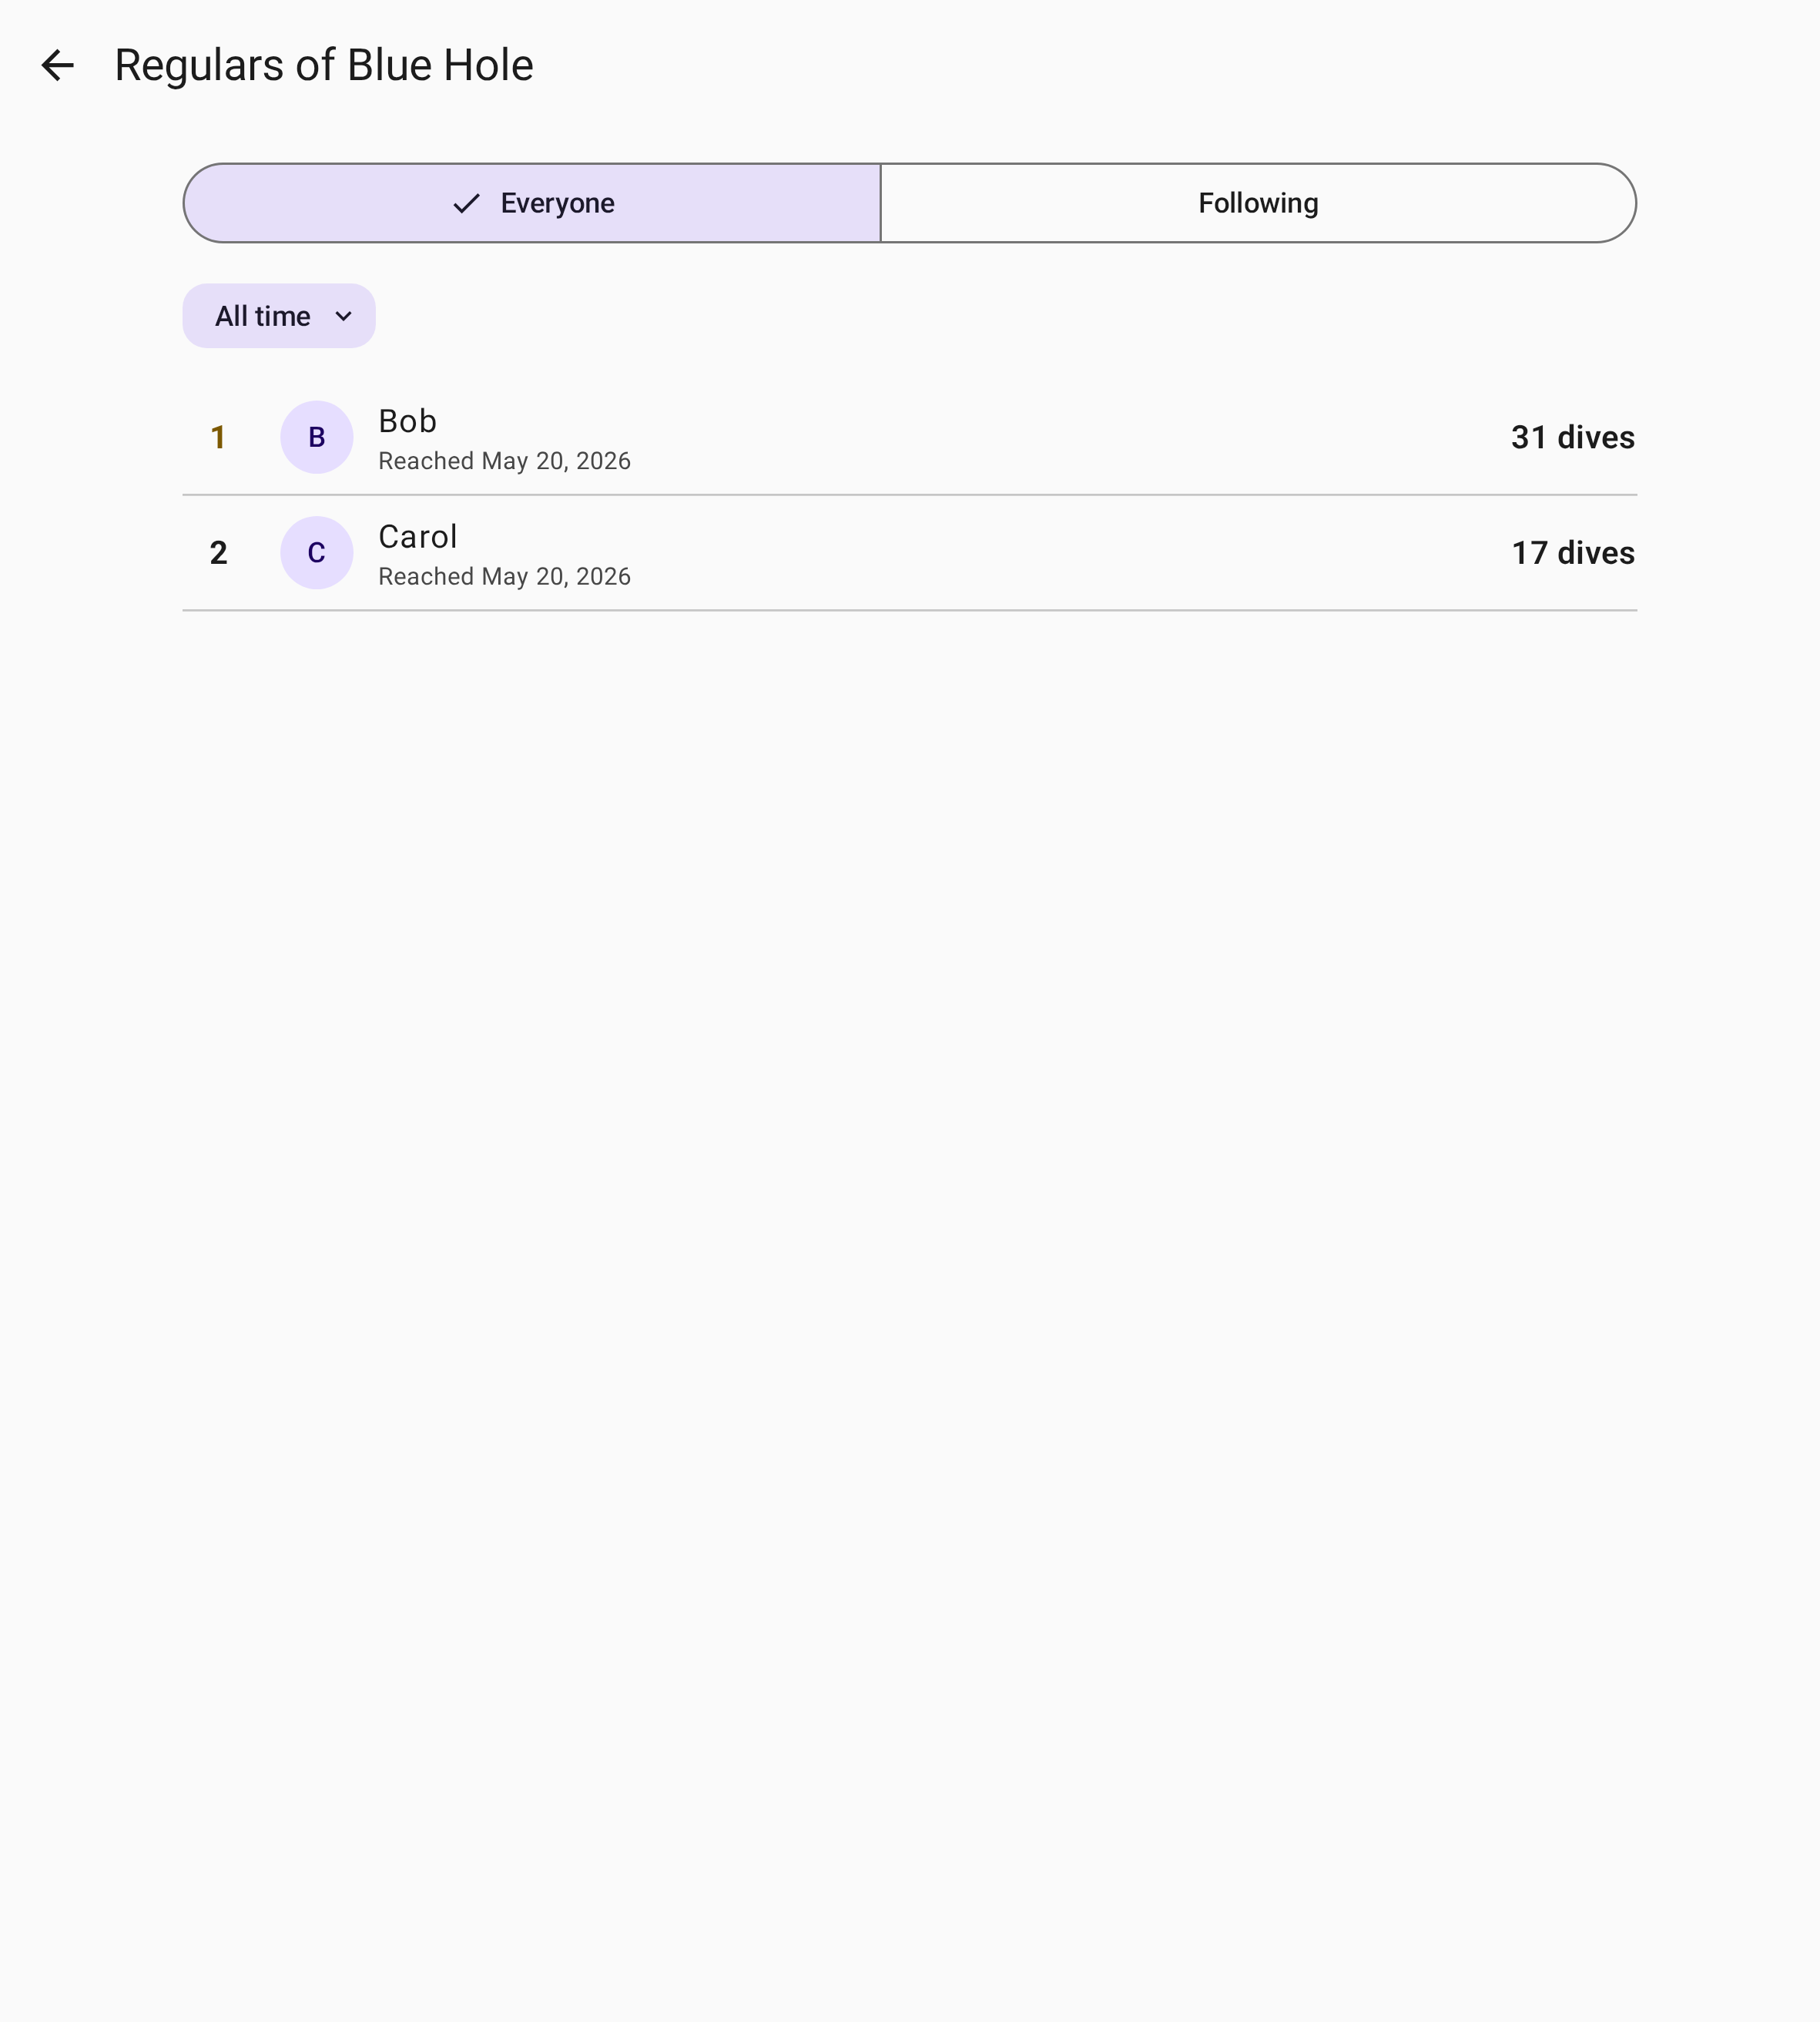 Regulars of Blue Hole
Everyone
Following
All time
1
B
Bob
Reached May 20, 2026
31 dives
2
C
Carol
Reached May 20, 2026
17 dives